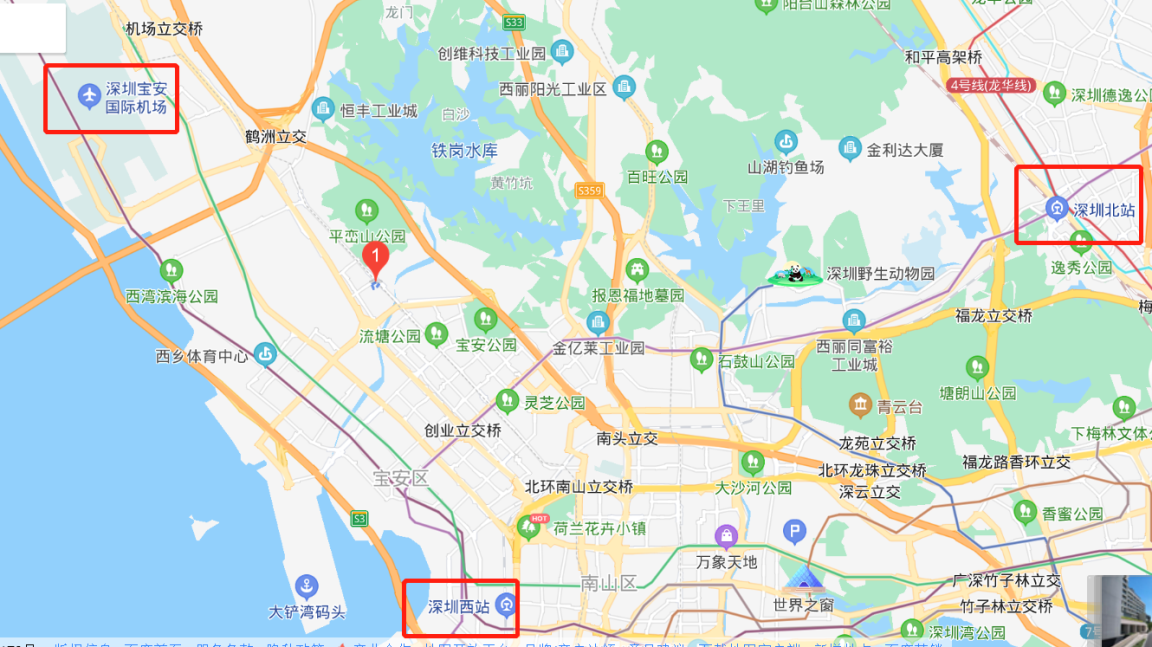 龙门
S33
阳台山森林公园
机场立交桥
创维科技工业园
和平高架桥
4号线(龙华线)
深圳宝安
国际机场
西丽阳光工业区
深圳德逸公园
恒丰工业城
白沙
鹤洲立交
铁岗水库
金利达大厦
山湖钓鱼场
百旺公园
黄竹坑
S359
下王里
深圳北站
平峦山公园
1
逸秀公园
深圳野生动物园
西湾滨海公园
报恩福地墓园
福龙立交桥
梅
流塘公园
宝安公园
金亿莱工业园
西丽同富裕
工业城
西乡体育中心
石鼓山公园
塘朗山公园
灵芝公园
青云台
创业立交桥
南头立交
龙苑立交桥
下梅林文体公
北环龙珠立交桥
福龙路香环立交
宝安区
北环南山立交桥
大沙河公园
深云立交
S3
HOT
荷兰花卉小镇
香蜜公园
P
万象天地
南山区
广深竹子林立交
大铲湾码头
深圳西站
世界之窗
竹子林立交桥
深圳湾公园
7号